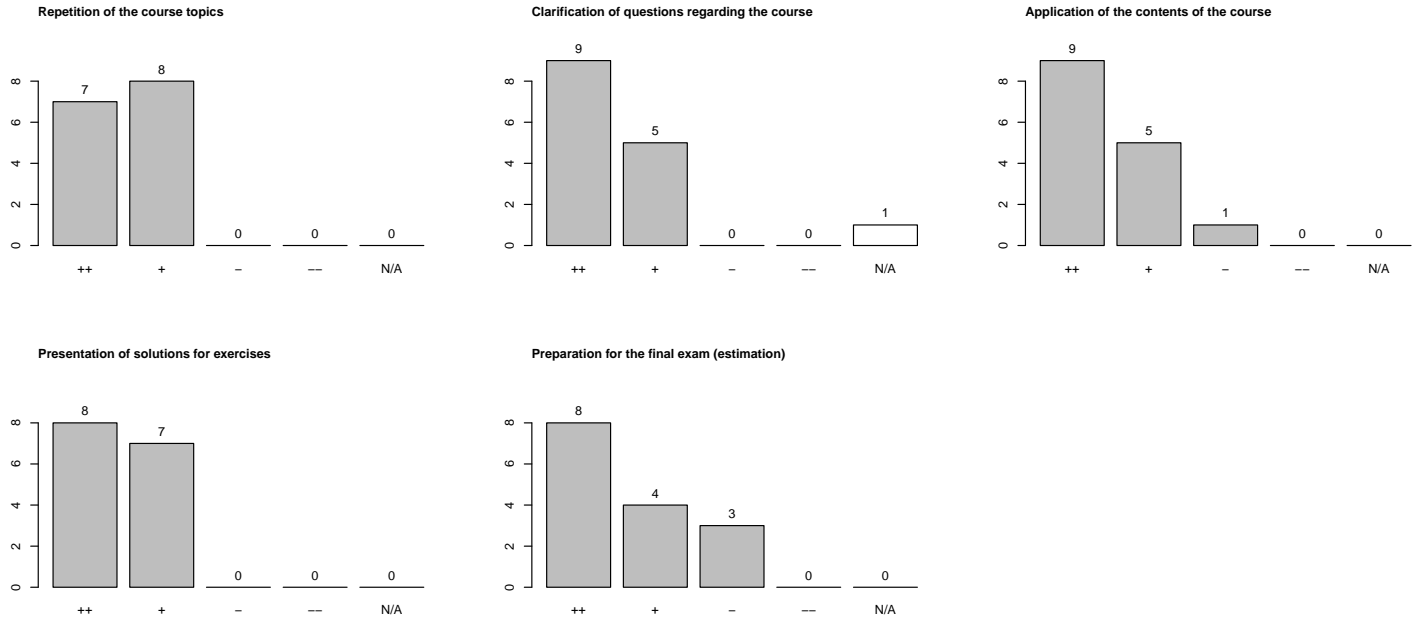 Repetition of the course topics
Clarification of questions regarding the course
Application of the contents of the course
7 8 0 0 0
0 2 4 6 8
++ + – –– N/A
9 5 0 0 1
0 2 4 6 8
++ + – –– N/A
9 5 1 0 0
0 2 4 6 8
++ + – –– N/A
Presentation of solutions for exercises
Preparation for the final exam (estimation)
8 7 0 0 0
0 2 4 6 8
++ + – –– N/A
8 4 3 0 0
0 2 4 6 8
++ + – –– N/A